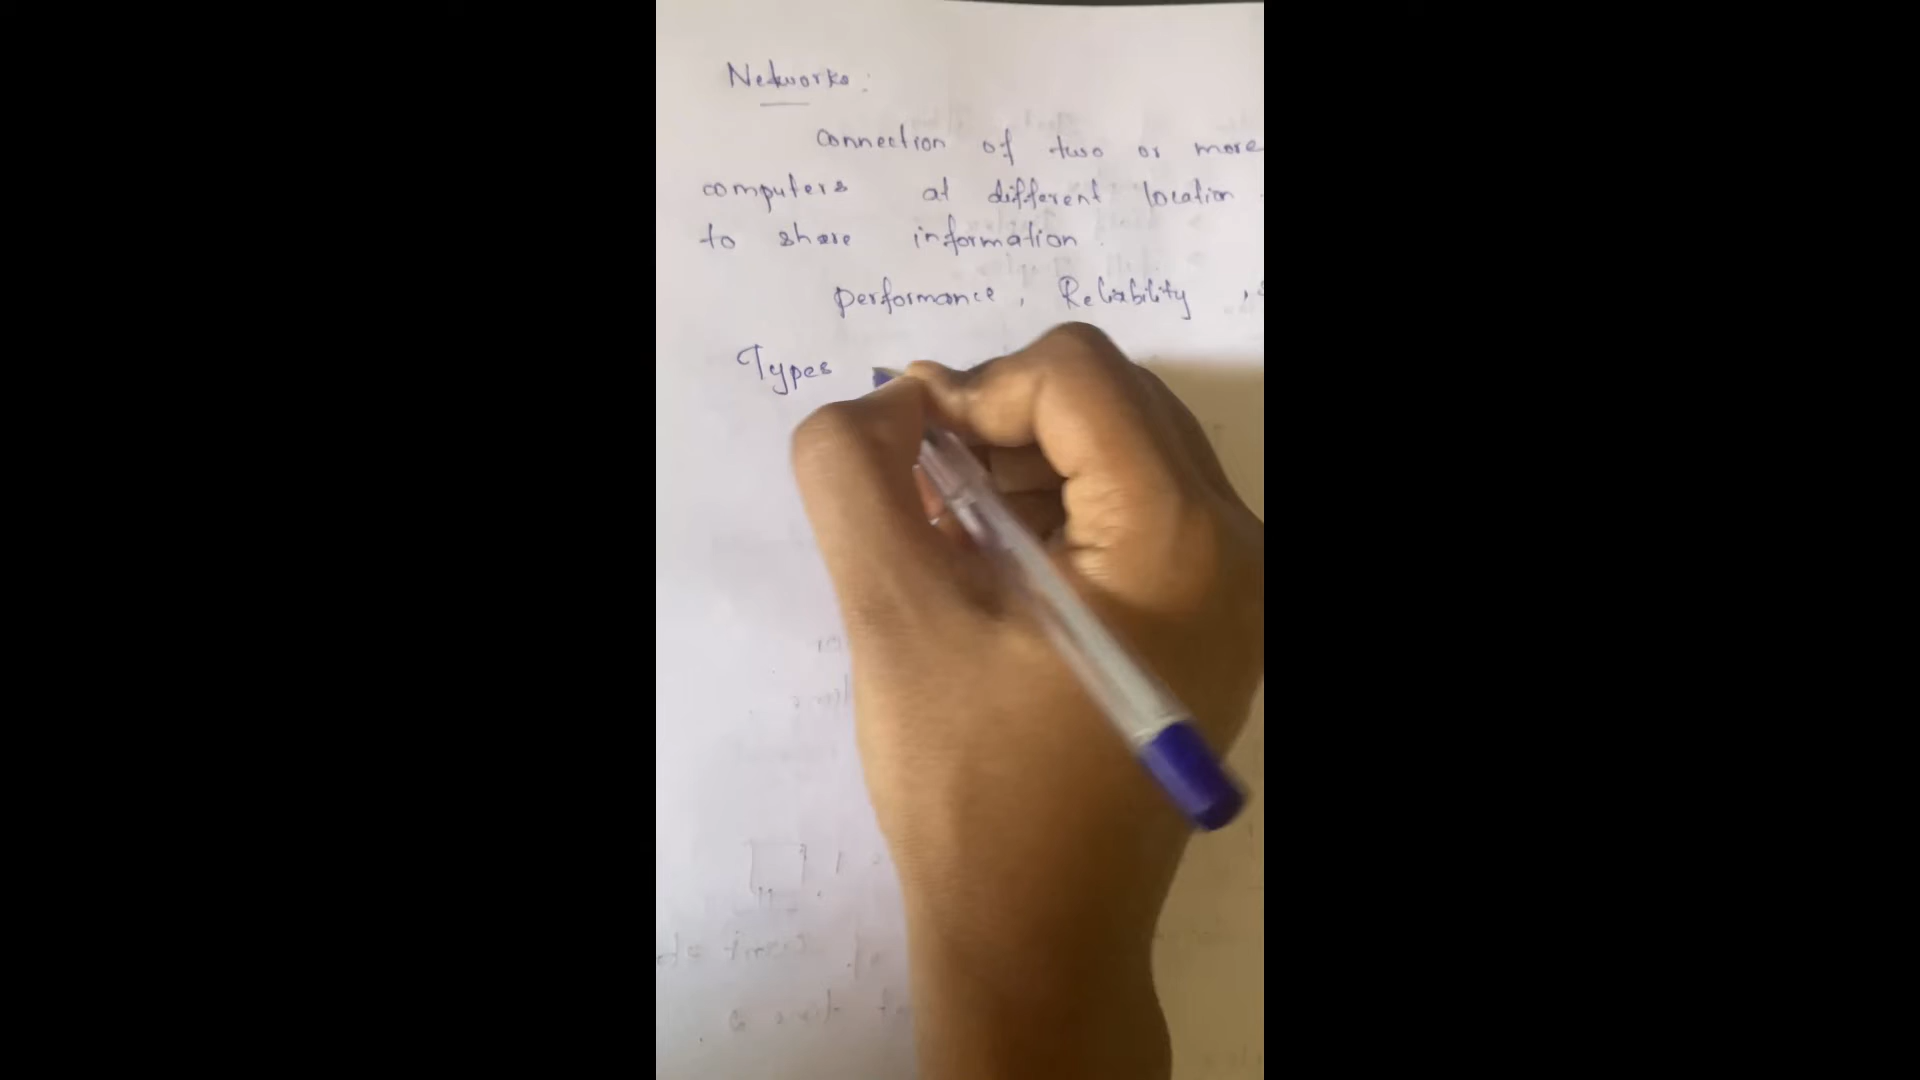 Networks:
connection of two or more
computers at different location
to share information.
performance, Reliability,
Types